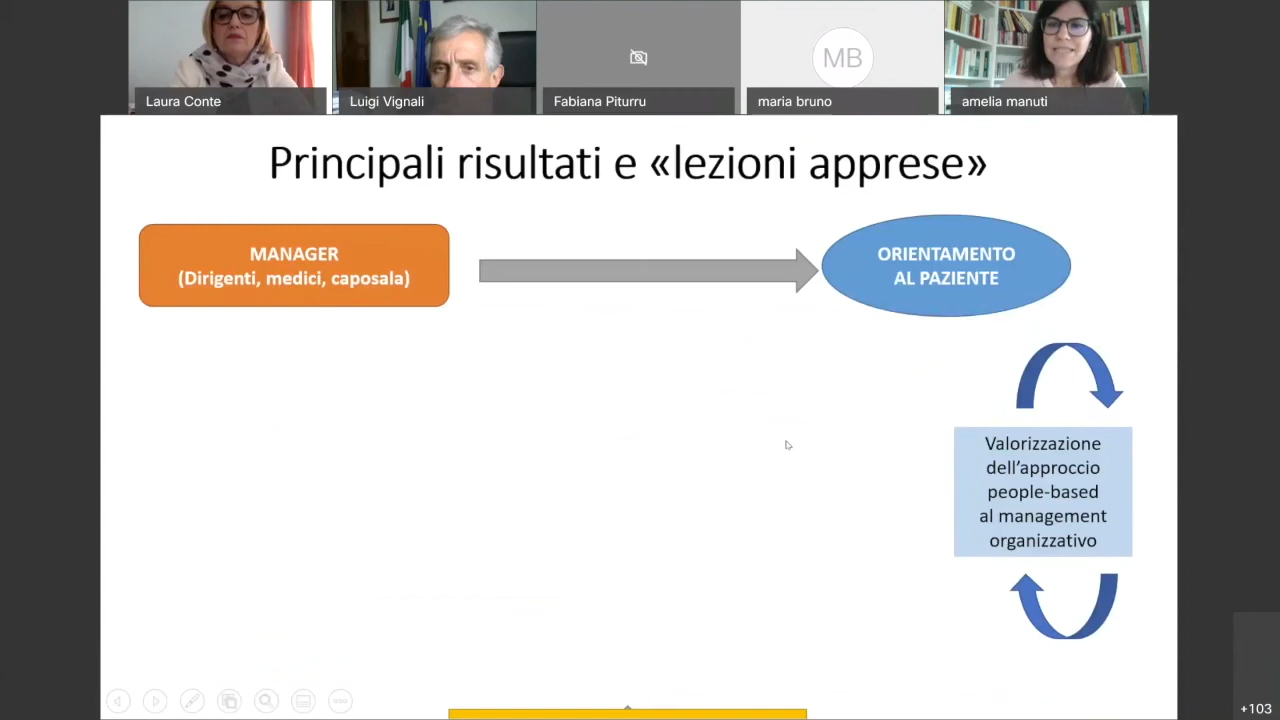 Laura Conte
Luigi Vignali
Fabiana Piturru
MB
maria bruno
amelia manuti
Principali risultati e «lezioni apprese»
MANAGER
(Dirigenti, medici, caposala)
ORIENTAMENTO
AL PAZIENTE
Valorizzazione
dell’approccio
people-based
al management
organizzativo
+103